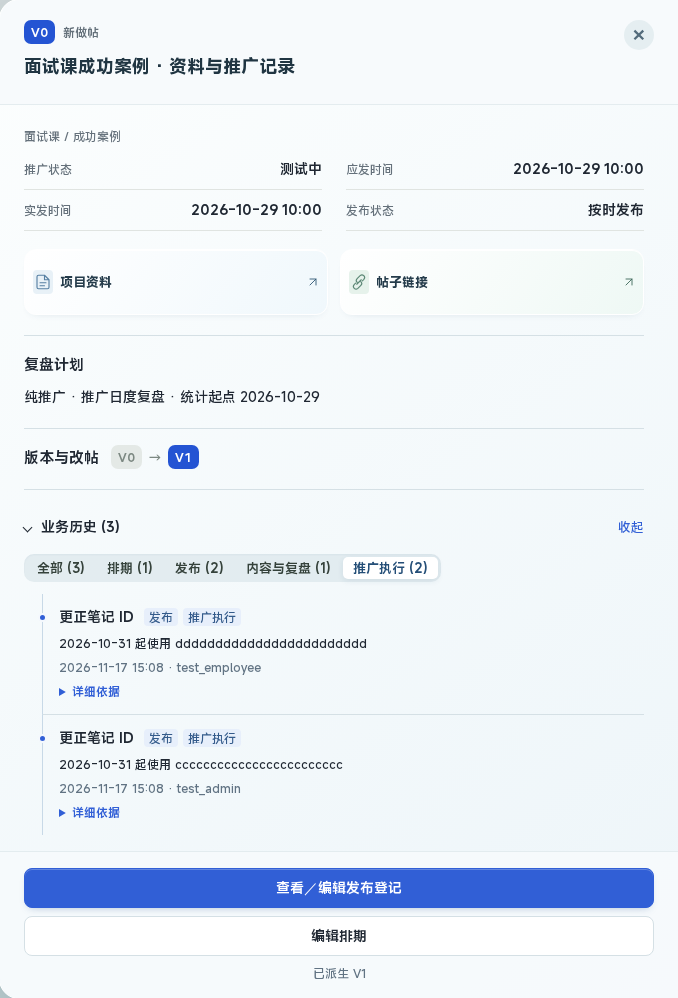 V0 新做帖
面试课成功案例 · 资料与推广记录
面试课 / 成功案例
推广状态 测试中 应发时间 2026-10-29 10:00
实发时间 2026-10-29 10:00 发布状态 按时发布
项目资料 帖子链接
复盘计划
纯推广 · 推广日度复盘 · 统计起点 2026-10-29
版本与改帖 V0 → V1
业务历史 (3) 收起
全部 (3) 排期 (1) 发布 (2) 内容与复盘 (1) 推广执行 (2)
更正笔记 ID 发布 推广执行
2026-10-31 起使用 dddddddddddddddddddddddd
2026-11-17 15:08 · test_employee
详细依据
更正笔记 ID 发布 推广执行
2026-10-31 起使用 cccccccccccccccccccccccc
2026-11-17 15:08 · test_admin
详细依据
查看／编辑发布登记
编辑排期
已派生 V1